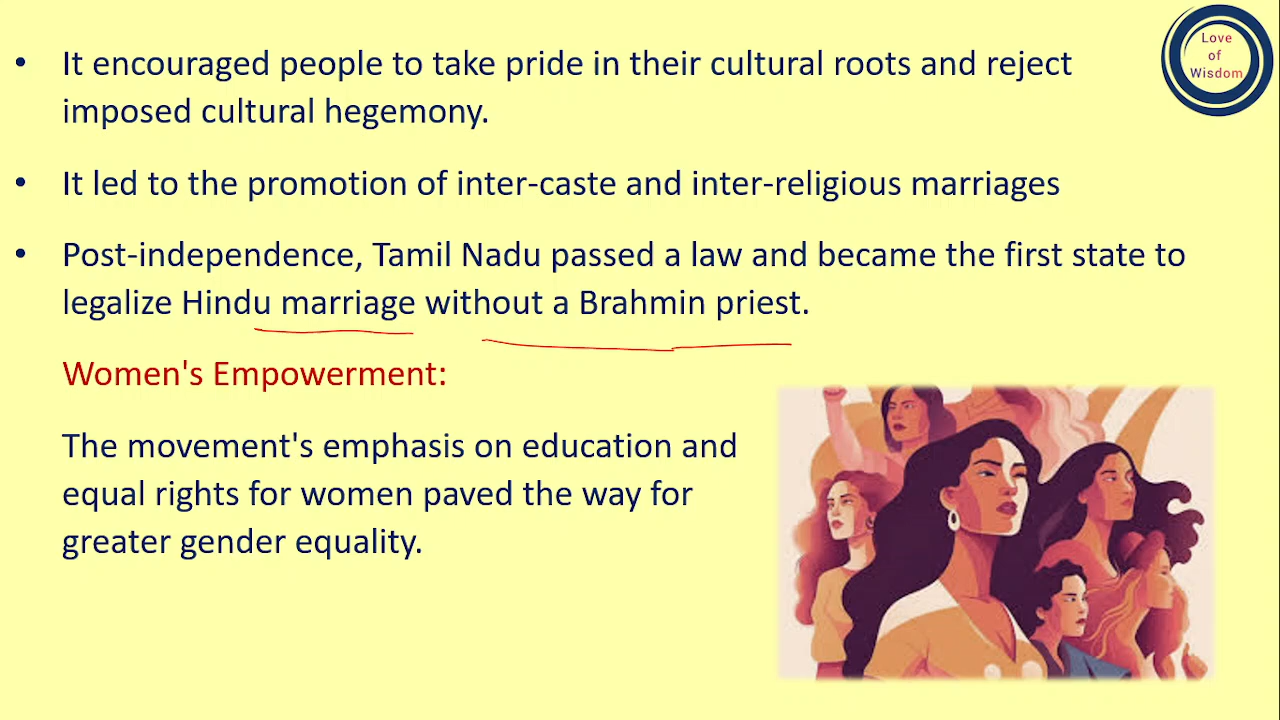 Love
of
Wisdom
• It encouraged people to take pride in their cultural roots and reject
imposed cultural hegemony.
• It led to the promotion of inter-caste and inter-religious marriages
• Post-independence, Tamil Nadu passed a law and became the first state to
legalize Hindu marriage without a Brahmin priest.
Women's Empowerment:
The movement's emphasis on education and
equal rights for women paved the way for
greater gender equality.